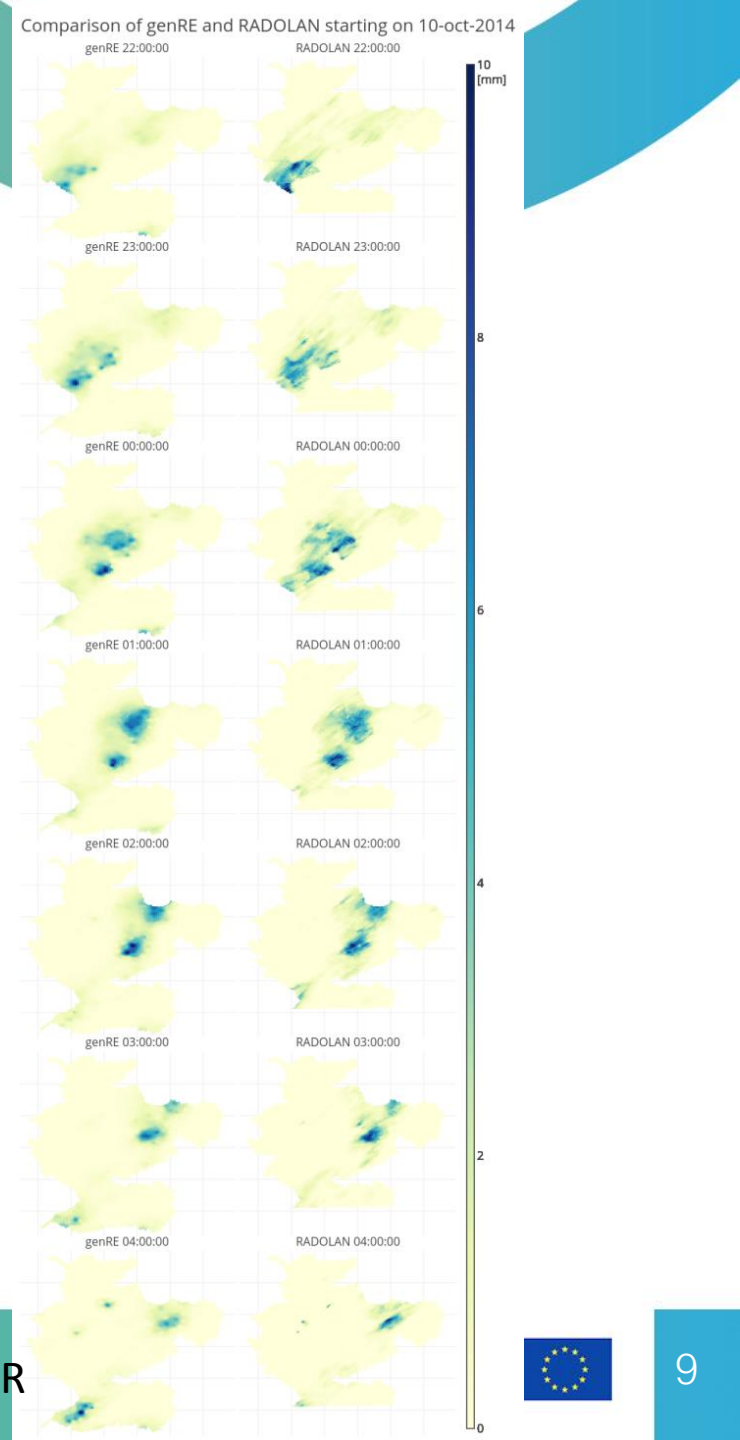 Comparison of genRE and RADOLAN starting on 10-oct-2014
genRE 22:00:00 RADOLAN 22:00:00
10
[mm]
genRE 23:00:00 RADOLAN 23:00:00
8
genRE 00:00:00 RADOLAN 00:00:00
6
genRE 01:00:00 RADOLAN 01:00:00
genRE 02:00:00 RADOLAN 02:00:00
4
genRE 03:00:00 RADOLAN 03:00:00
2
genRE 04:00:00 RADOLAN 04:00:00
R
9
0